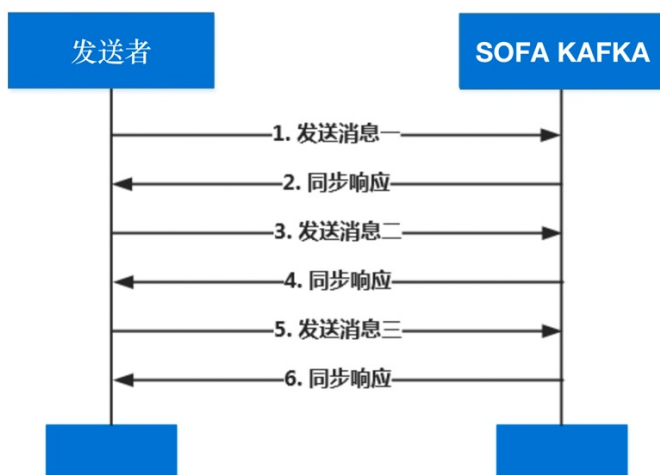 发送者
SOFA KAFKA
1. 发送消息一
2. 同步响应
3. 发送消息二
4. 同步响应
5. 发送消息三
6. 同步响应